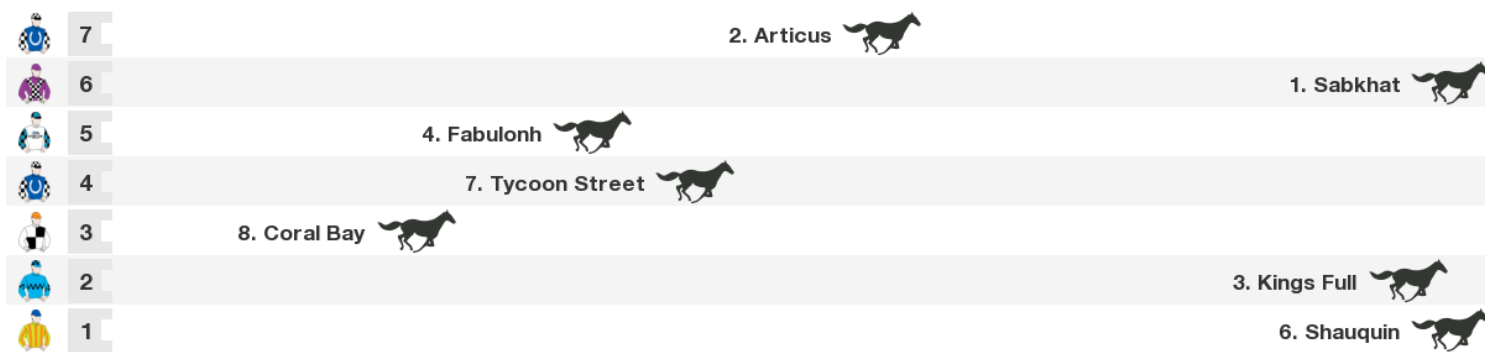 7 2. Articus
6 1. Sabkhat
5 4. Fabulonh
4 7. Tycoon Street
3 8. Coral Bay
2 3. Kings Full
1 6. Shauquin